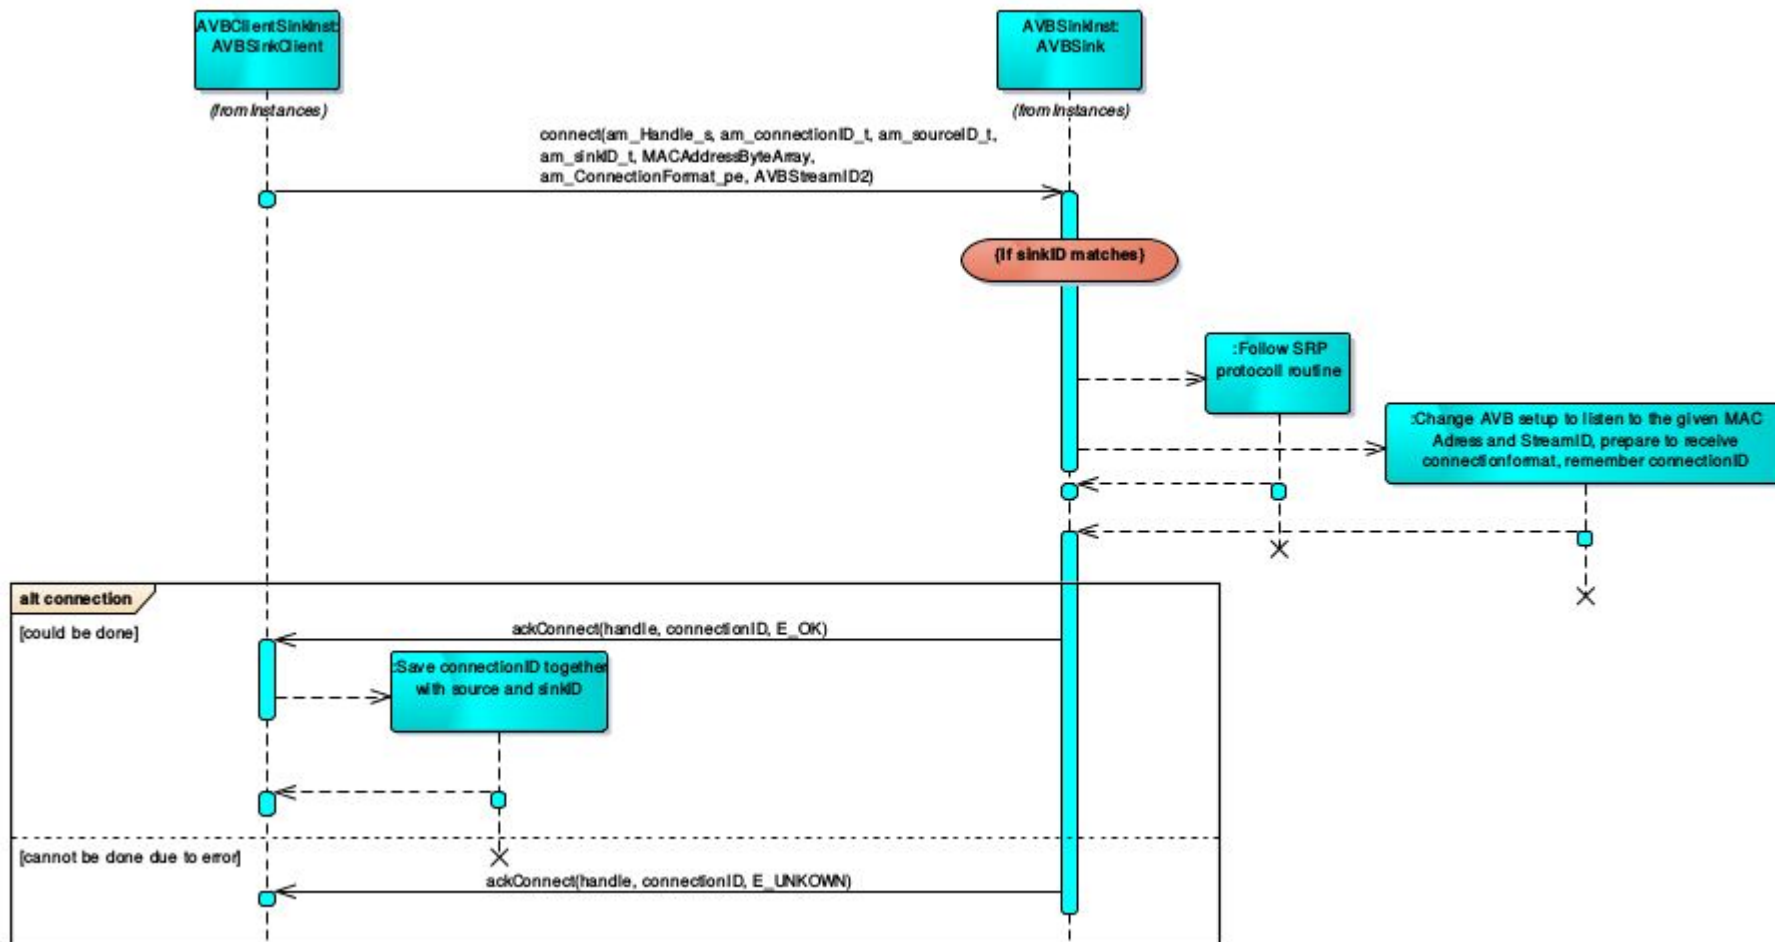 AVBClientSinkInst:
AVBSinkClient
(from Instances)
AVBSinkInst:
AVBSink
(from Instances)
connect(am_Handle_s, am_connectionID_t, am_sourceID_t,
am_sinkID_t, MACAddressByteArray,
am_ConnectionFormat_pe, AVBStreamID2)
{If sinkID matches}
:Follow SRP
protocoll routine
:Change AVB setup to listen to the given MAC
Adress and StreamID, prepare to receive
connectionformat, remember connectionID
alt connection
[could be done]
ackConnect(handle, connectionID, E_OK)
:Save connectionID together
with source and sinkID
[cannot be done due to error]
ackConnect(handle, connectionID, E_UNKOWN)